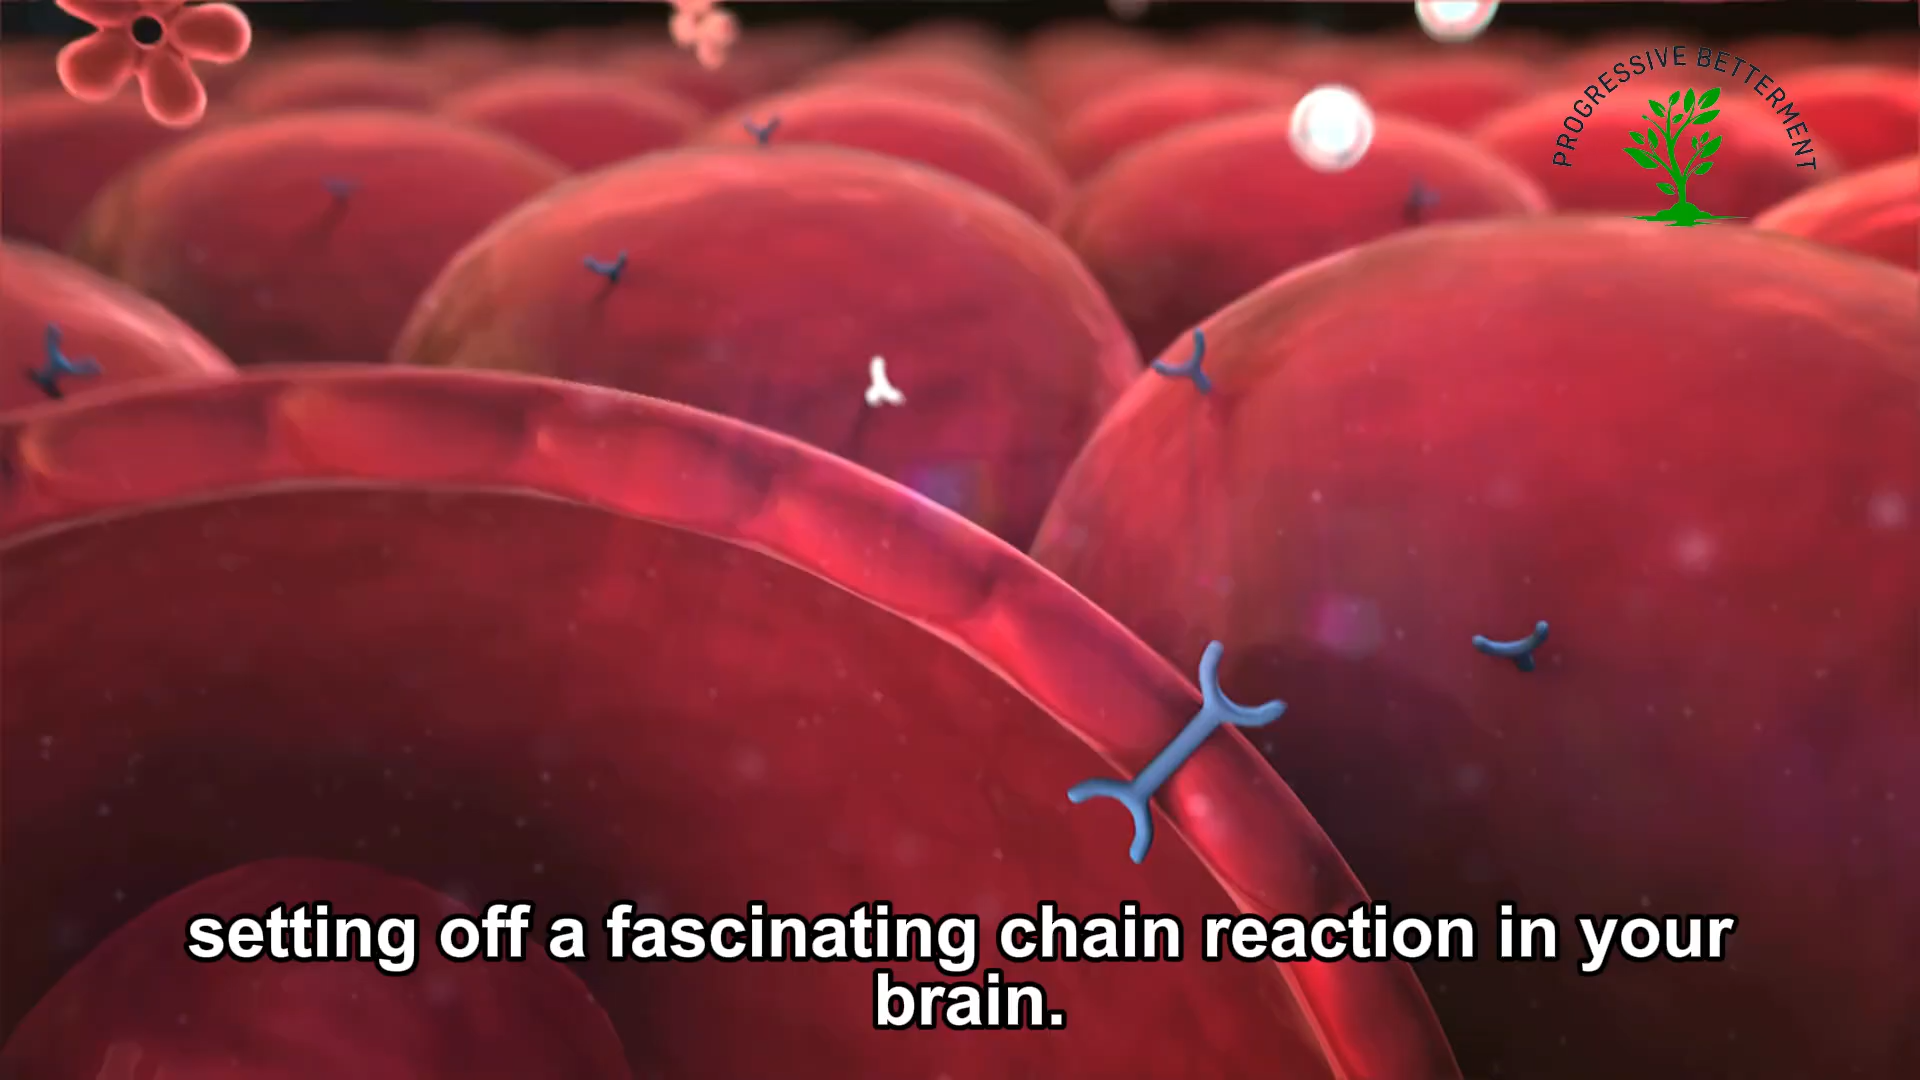 PROGRESSIVE BETTERMENT
setting off a fascinating chain reaction in your
brain.